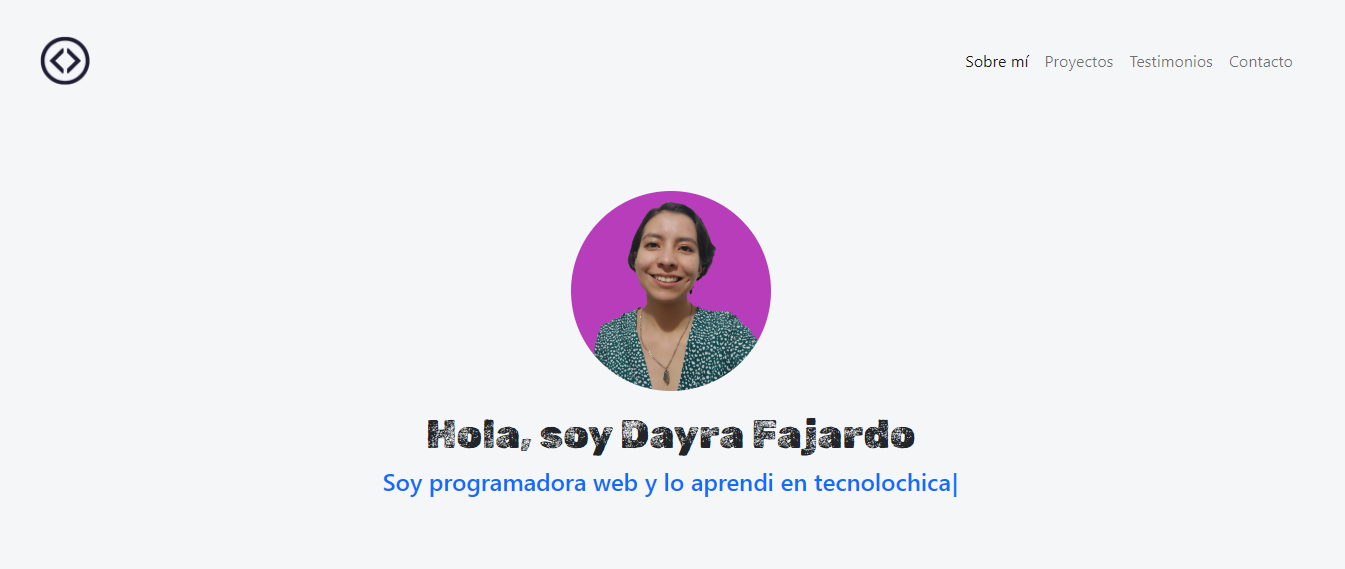 Sobre mí Proyectos Testimonios Contacto
Hola, soy Dayra Fajardo
Soy programadora web y lo aprendi en tecnolochica|